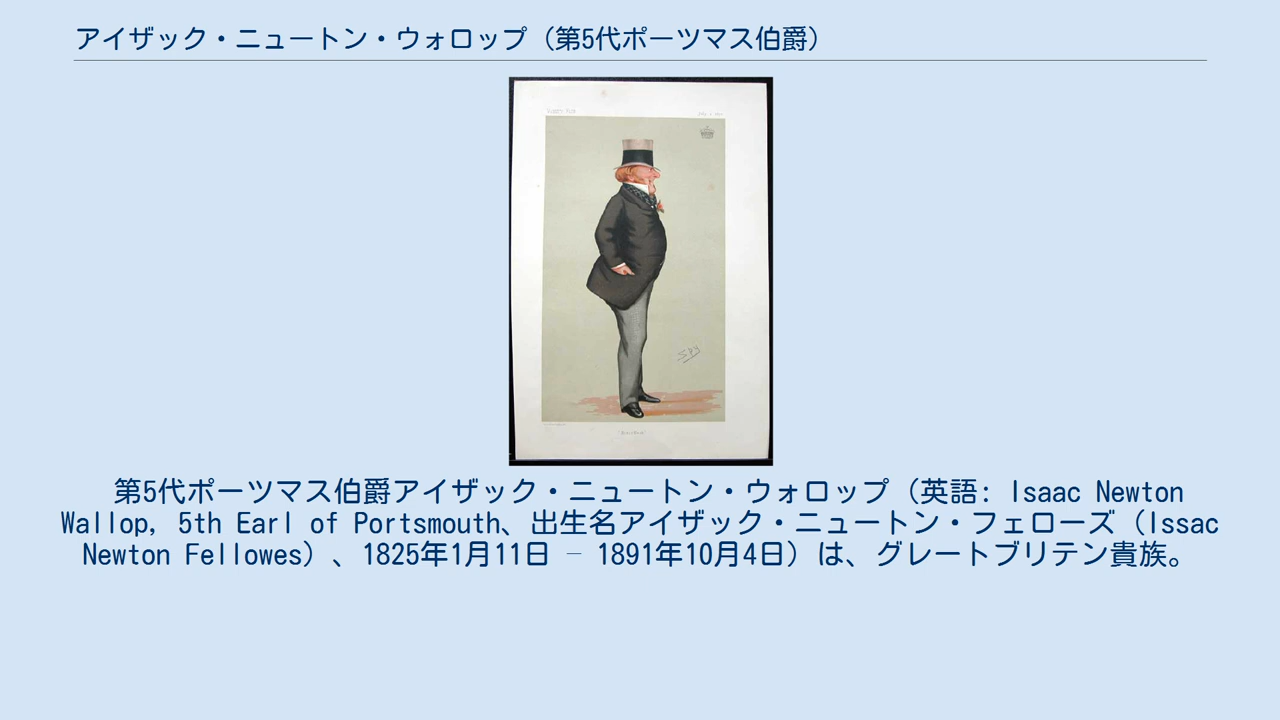 アイザック・ニュートン・ウォロップ（第5代ポーツマス伯爵）
Spy
第5代ポーツマス伯爵アイザック・ニュートン・ウォロップ（英語: Isaac Newton
Wallop, 5th Earl of Portsmouth、出生名アイザック・ニュートン・フェローズ（Issac
Newton Fellowes）、1825年1月11日 – 1891年10月4日）は、グレートブリテン貴族。